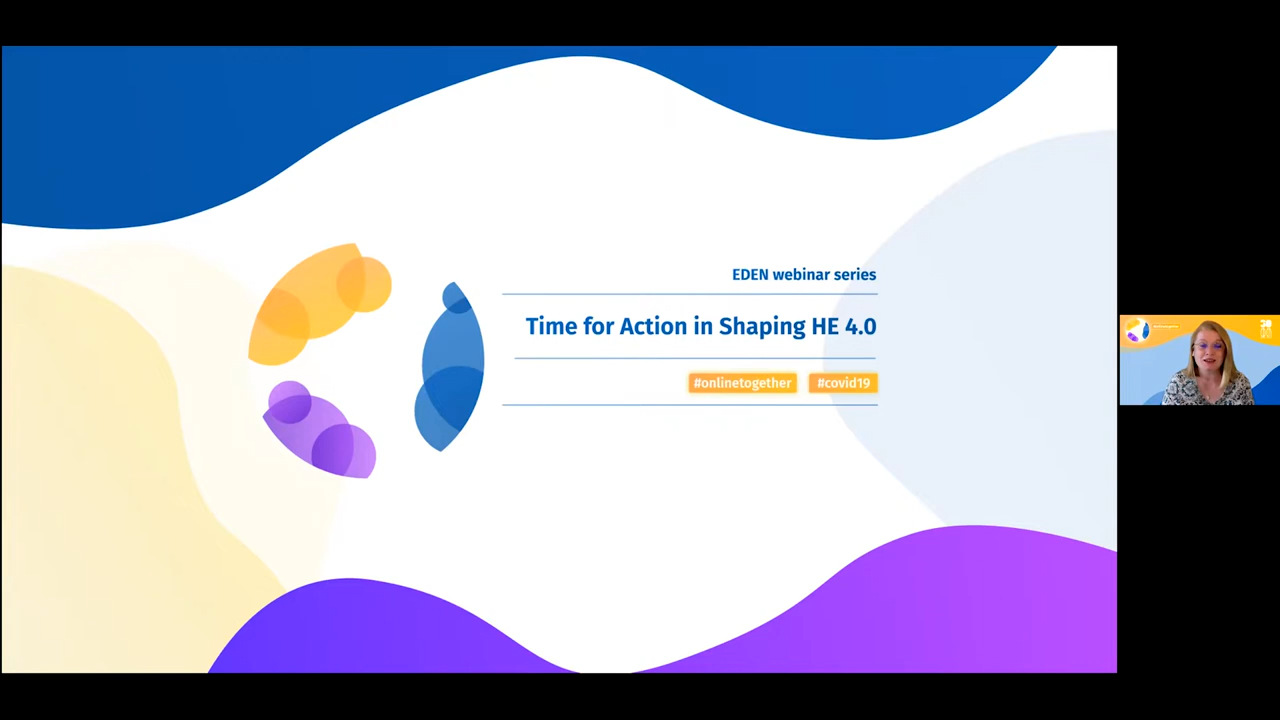 EDEN webinar series
Time for Action in Shaping HE 4.0
#onlinetogether #covid19